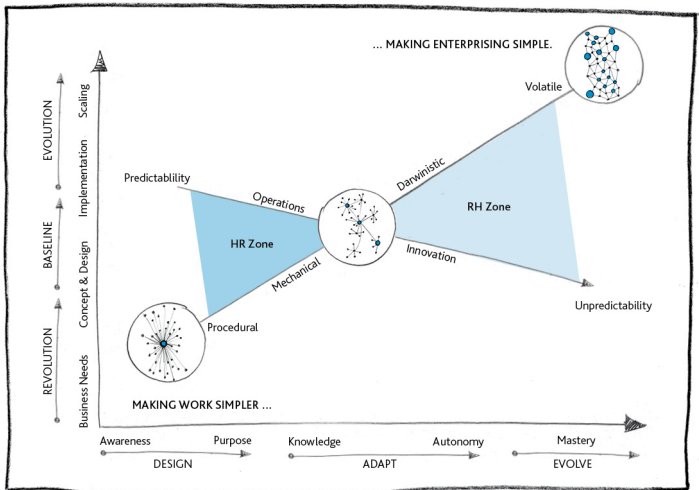 ... MAKING ENTERPRISING SIMPLE.
Volatile
Darwinistic
Predictablility
Operations
RH Zone
HR Zone
Innovation
Mechanical
Unpredictability
Procedural
MAKING WORK SIMPLER ...
EVOLUTION
BASELINE
REVOLUTION
Scaling
Implementation
Concept & Design
Business Needs
Awareness
Purpose
Knowledge
Autonomy
Mastery
DESIGN
ADAPT
EVOLVE